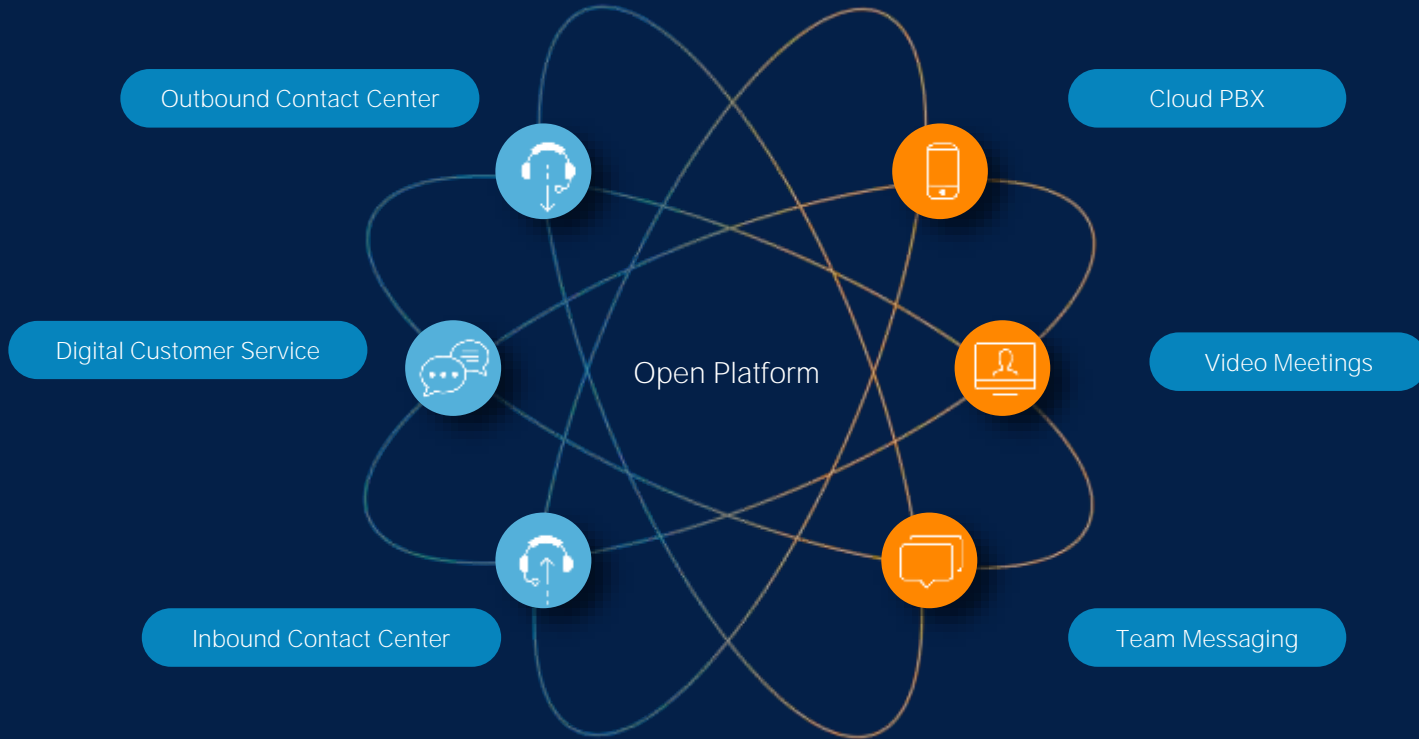 Outbound Contact Center
Cloud PBX
Digital Customer Service
Open Platform
Video Meetings
Inbound Contact Center
Team Messaging